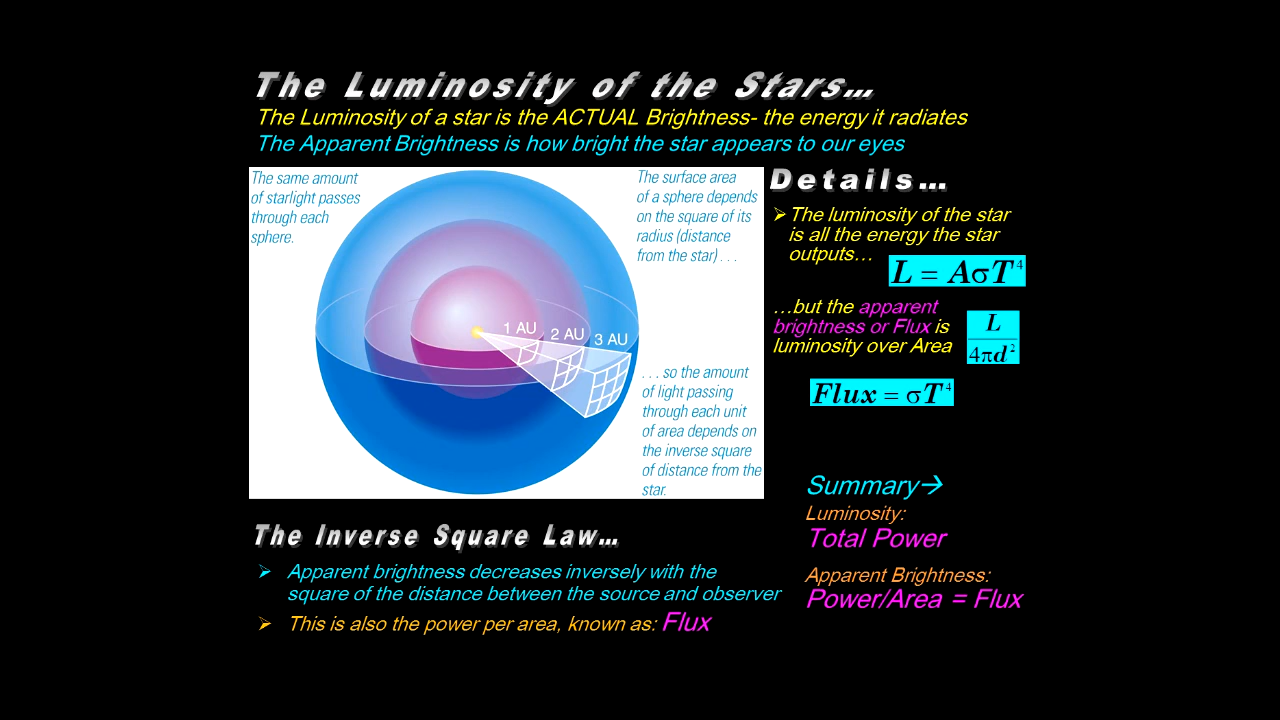 The Luminosity of the Stars…
The Luminosity of a star is the ACTUAL Brightness- the energy it radiates
The Apparent Brightness is how bright the star appears to our eyes
The same amount
of starlight passes
through each
sphere.
The surface area
of a sphere depends
on the square of its
radius (distance
from the star) . . .
1 AU
2 AU
3 AU
. . . so the amount
of light passing
through each unit
of area depends on
the inverse square
of distance from the
star.
Details…
➢ The luminosity of the star
is all the energy the star
outputs…
L = AσT⁴
…but the apparent
brightness or Flux is
luminosity over Area
L
4πd²
Flux = σT⁴
The Inverse Square Law…
➢ Apparent brightness decreases inversely with the
square of the distance between the source and observer
➢ This is also the power per area, known as: Flux
Summary→
Luminosity:
Total Power
Apparent Brightness:
Power/Area = Flux